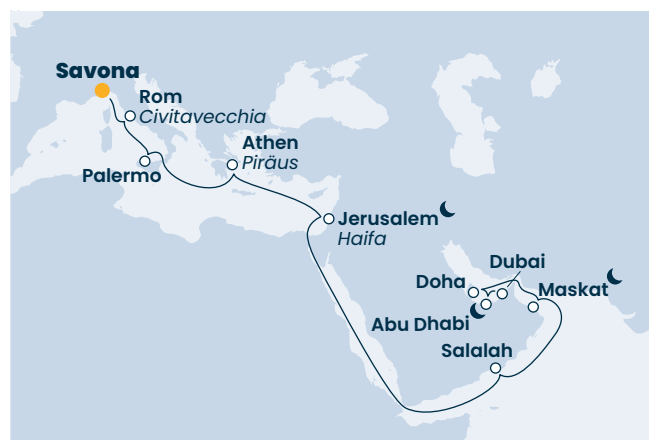 Savona
Rom
Civitavecchia
Athen
Piräus
Palermo
Jerusalem
Haifa
Dubai
Doha
Maskat
Abu Dhabi
Salalah